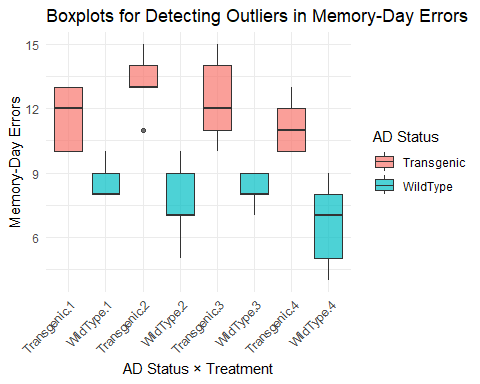 Boxplots for Detecting Outliers in Memory-Day Errors
15
12
9
6
Memory-Day Errors
Transgenic.1
WildType.1
Transgenic.2
WildType.2
Transgenic.3
WildType.3
Transgenic.4
WildType.4
AD Status × Treatment
AD Status
Transgenic
WildType